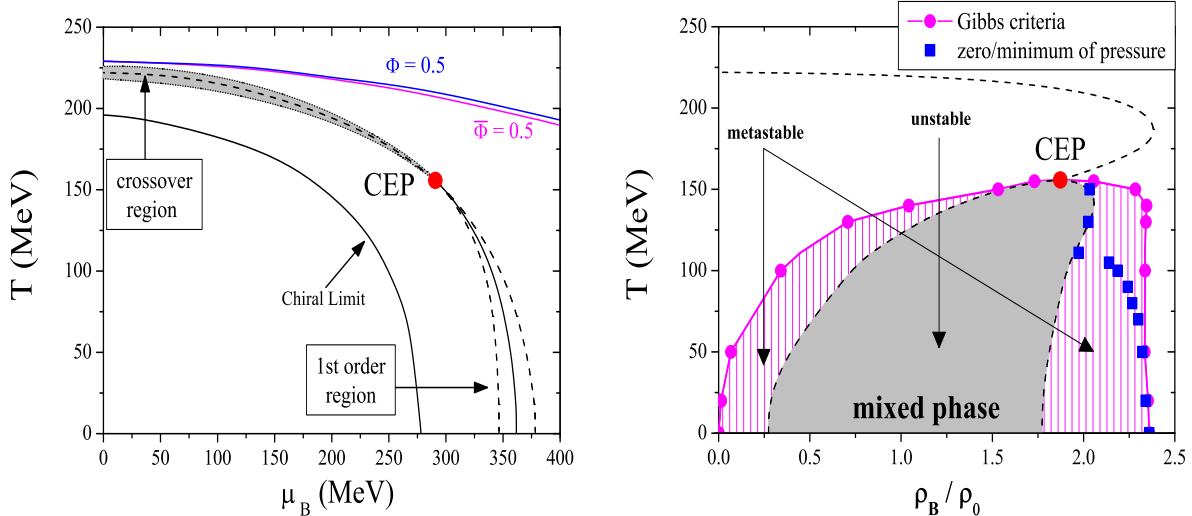 250
200
150
100
50
0
T (MeV)
Φ = 0.5
Φ̅ = 0.5
CEP
crossover
region
Chiral Limit
1st order
region
0 50 100 150 200 250 300 350 400
μB (MeV)
Gibbs criteria
zero/minimum of pressure
250
200
150
100
50
0
T (MeV)
metastable
unstable
CEP
mixed phase
0.0 0.5 1.0 1.5 2.0 2.5
ρB / ρ0